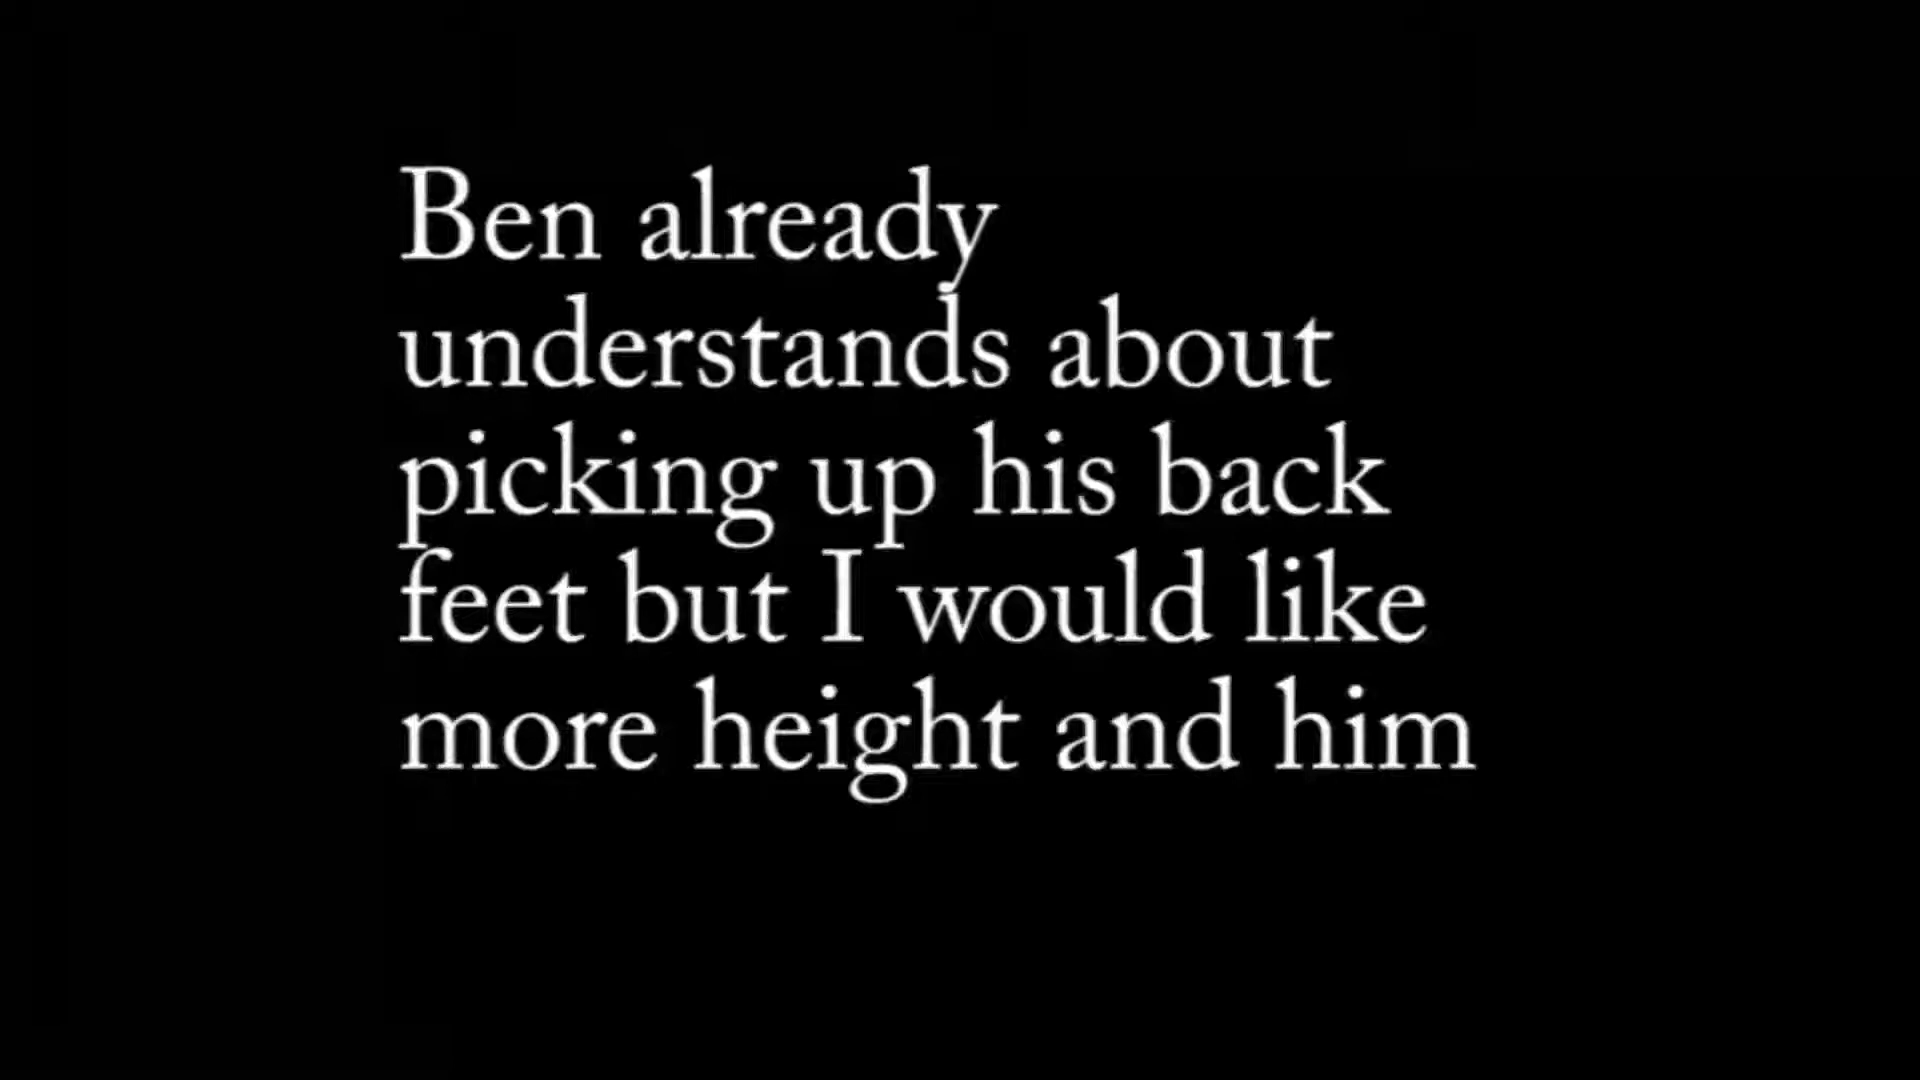 Ben already
understands about
picking up his back
feet but I would like
more height and him